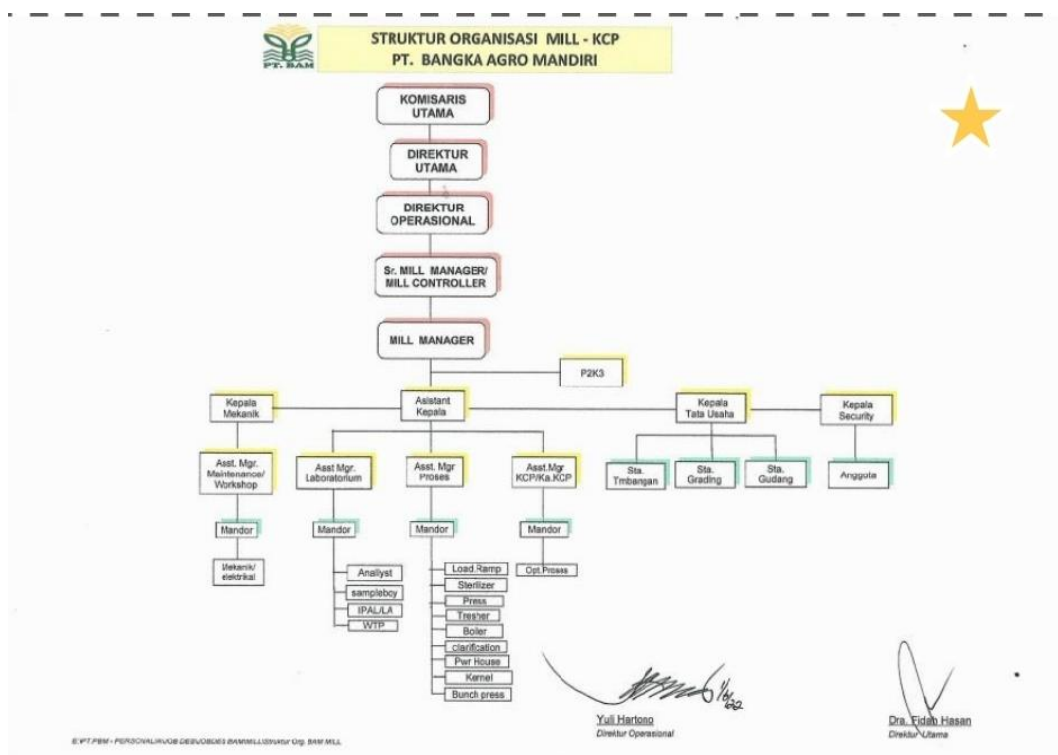 STRUKTUR ORGANISASI MILL - KCP
PT. BANGKA AGRO MANDIRI
PT. BAM
KOMISARIS
UTAMA
DIREKTUR
UTAMA
DIREKTUR
OPERASIONAL
Sr. MILL MANAGER/
MILL CONTROLLER
MILL MANAGER
P2K3
Kepala
Mekanik
Asistant
Kepala
Kepala
Tata Usaha
Kepala
Security
Asst. Mgr.
Maintenance/
Workshop
Asst Mgr.
Laboratorium
Asst. Mgr
Proses
Asst.Mgr
KCP/Ka.KCP
Sta.
Tmbangan
Sta.
Grading
Sta.
Gudang
Anggota
Mandor
Mandor
Mandor
Mandor
Mekanik/
elektrikal
Analyst
sampleboy
IPAL/LA
WTP
Load.Ramp
Sterilizer
Press
Tresher
Boiler
clarification
Pwr House
Kernel
Bunch press
Opt.Proses
Yuli Hartono
Direktur Operasional
Dra. Fidah Hasan
Direktur Utama